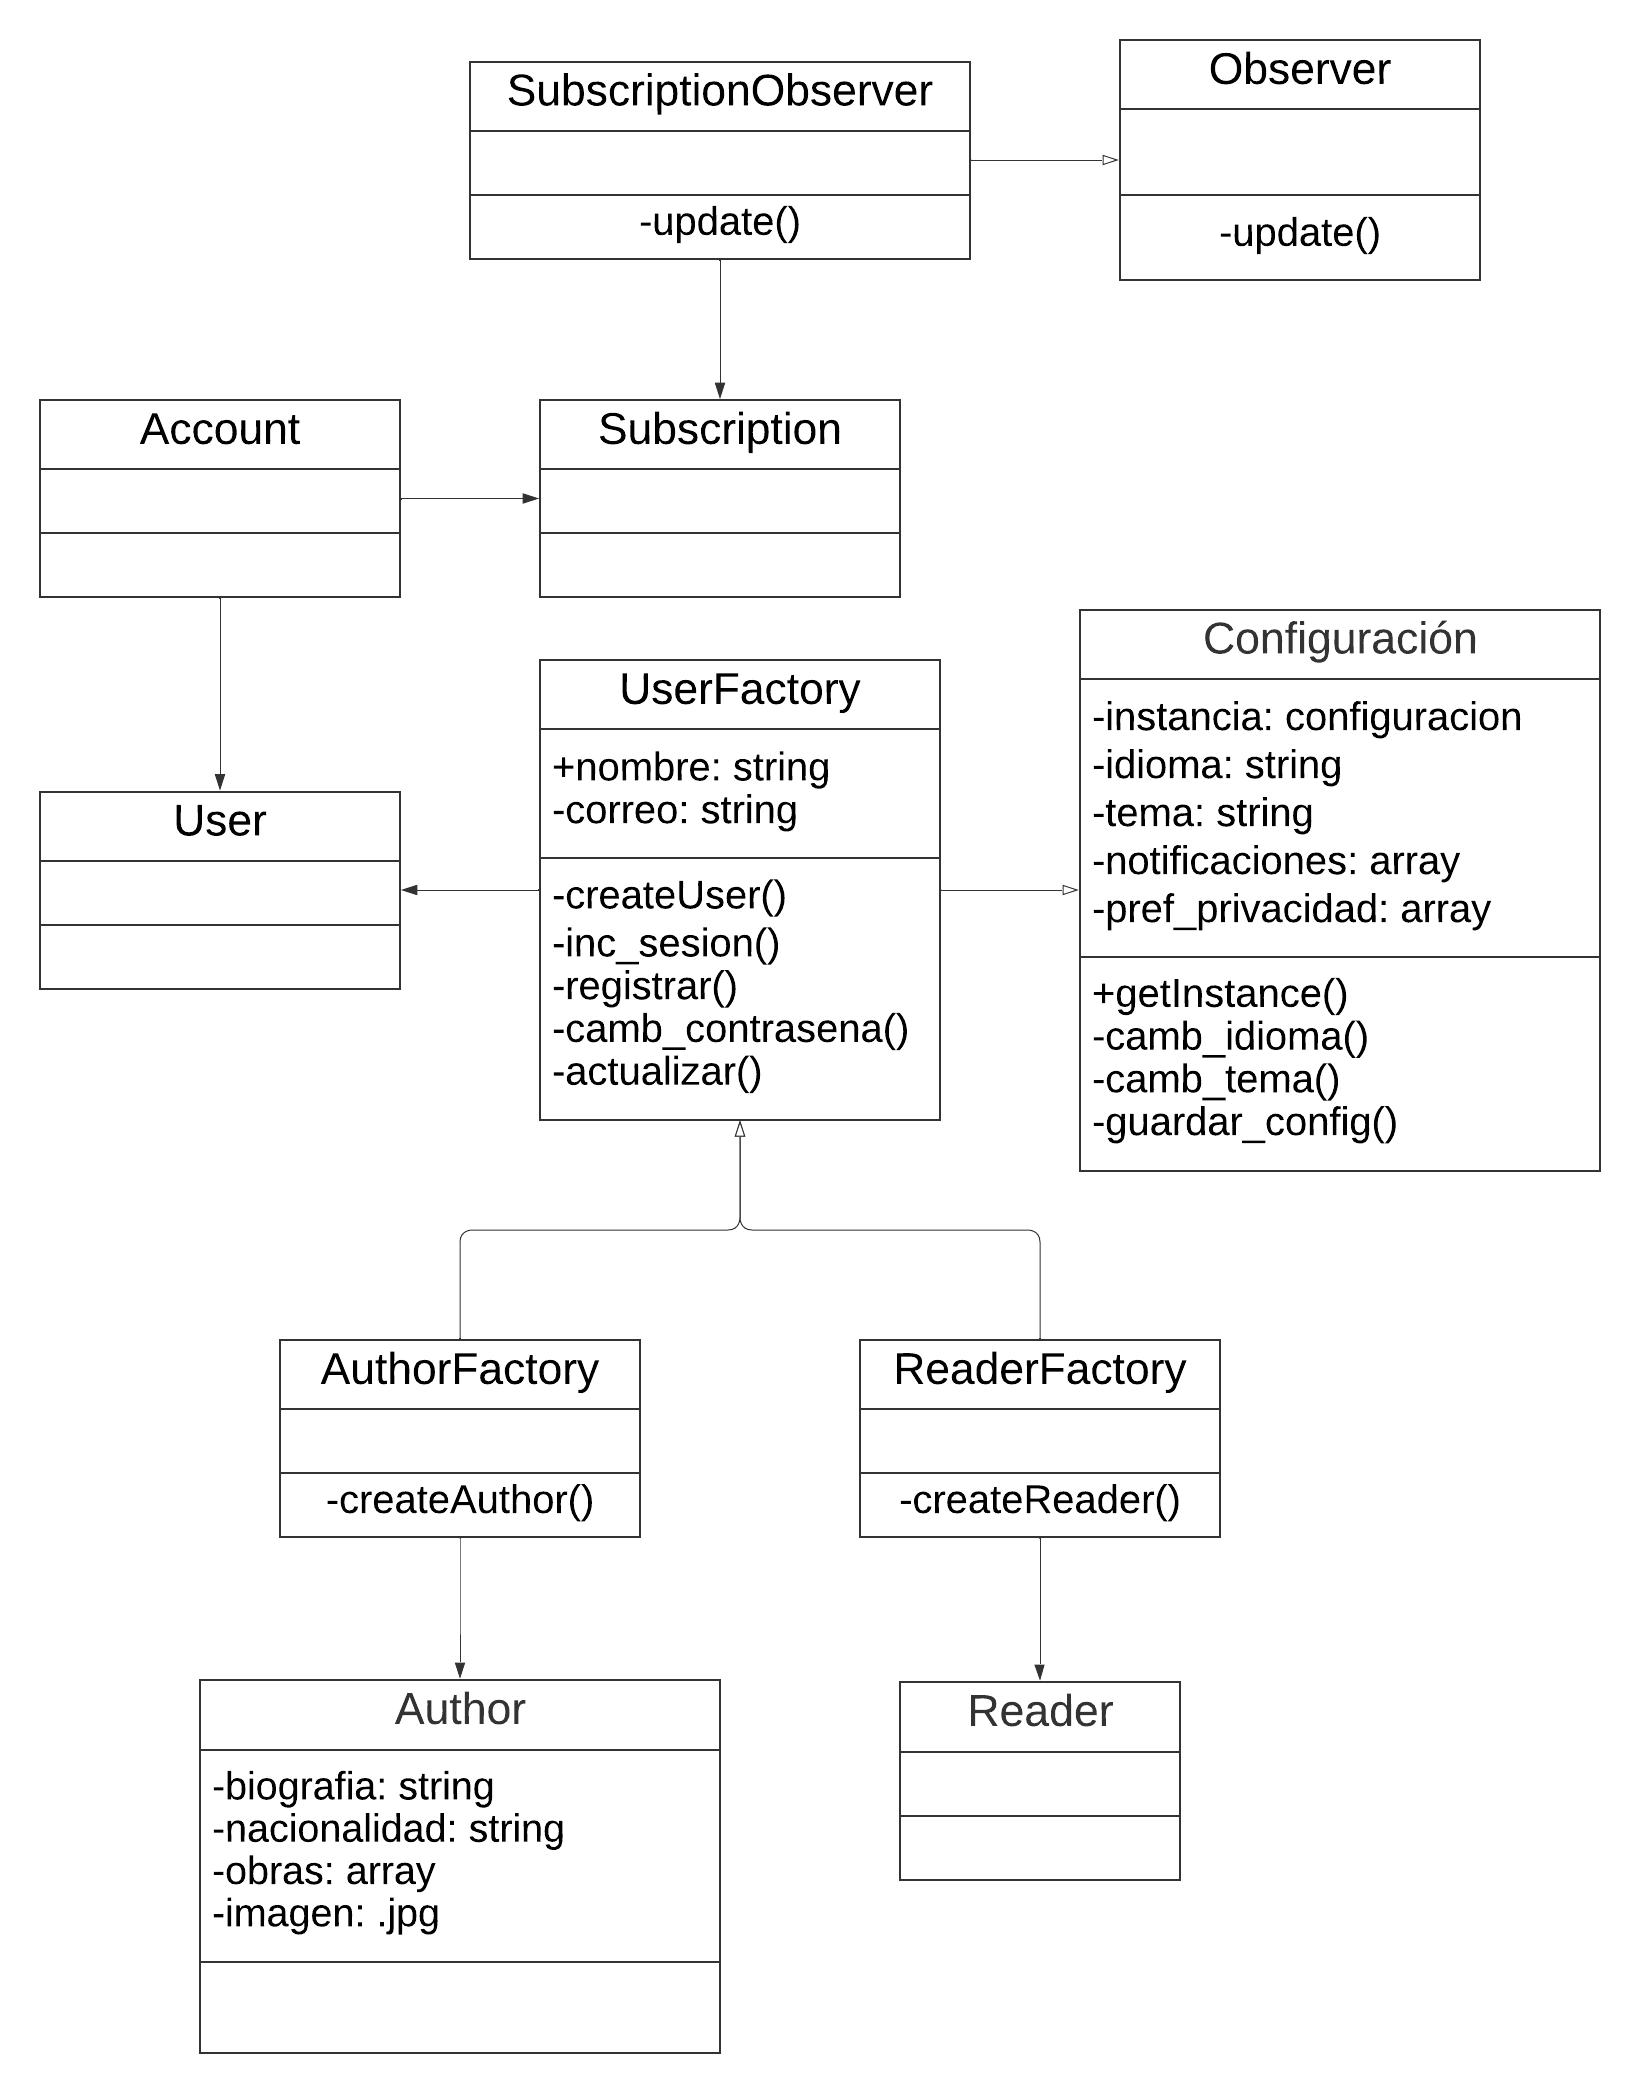 SubscriptionObserver
-update()
Observer
-update()
Account
Subscription
User
UserFactory
+nombre: string
-correo: string
-createUser()
-inc_sesion()
-registrar()
-camb_contrasena()
-actualizar()
Configuración
-instancia: configuracion
-idioma: string
-tema: string
-notificaciones: array
-pref_privacidad: array
+getInstance()
-camb_idioma()
-camb_tema()
-guardar_config()
AuthorFactory
-createAuthor()
ReaderFactory
-createReader()
Author
-biografia: string
-nacionalidad: string
-obras: array
-imagen: .jpg
Reader